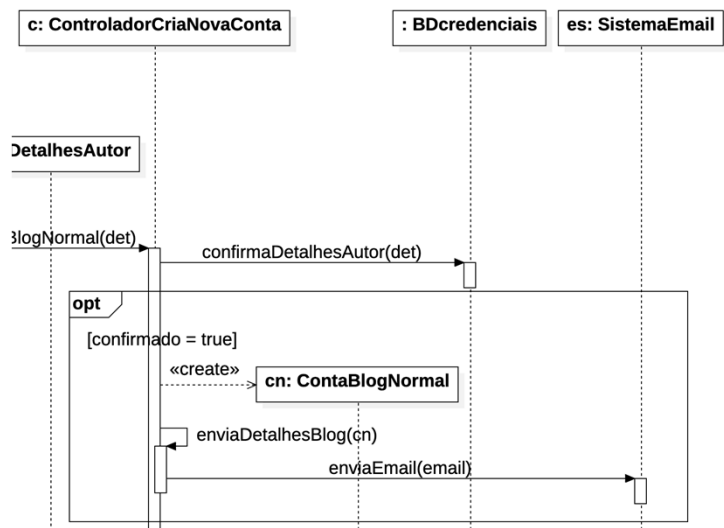 c: ControladorCriaNovaConta
: BDcredenciais
es: SistemaEmail
DetalhesAutor
BlogNormal(det)
confirmaDetalhesAutor(det)
opt
[confirmado = true]
«create»
cn: ContaBlogNormal
enviaDetalhesBlog(cn)
enviaEmail(email)